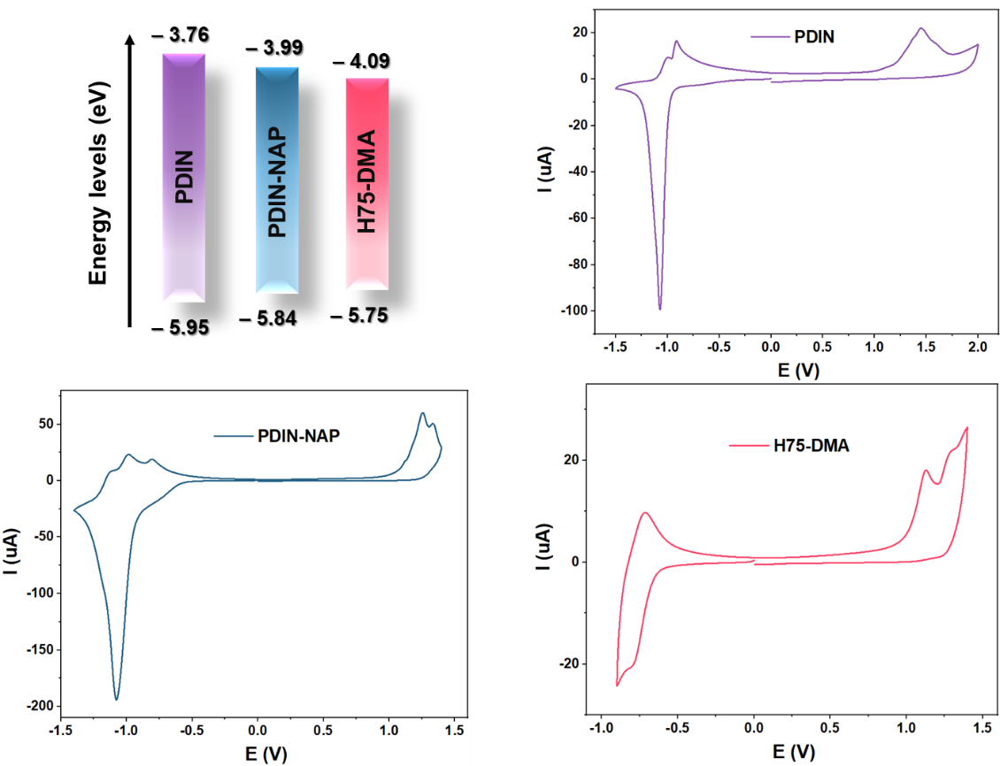 – 3.76
– 3.99
– 4.09
Energy levels (eV)
PDIN
PDIN-NAP
H75-DMA
– 5.95
– 5.84
– 5.75
PDIN
I (uA)
20
0
-20
-40
-60
-80
-100
-1.5 -1.0 -0.5 0.0 0.5 1.0 1.5 2.0
E (V)
PDIN-NAP
I (uA)
50
0
-50
-100
-150
-200
-1.5 -1.0 -0.5 0.0 0.5 1.0 1.5
E (V)
H75-DMA
I (uA)
20
0
-20
-1.0 -0.5 0.0 0.5 1.0 1.5
E (V)